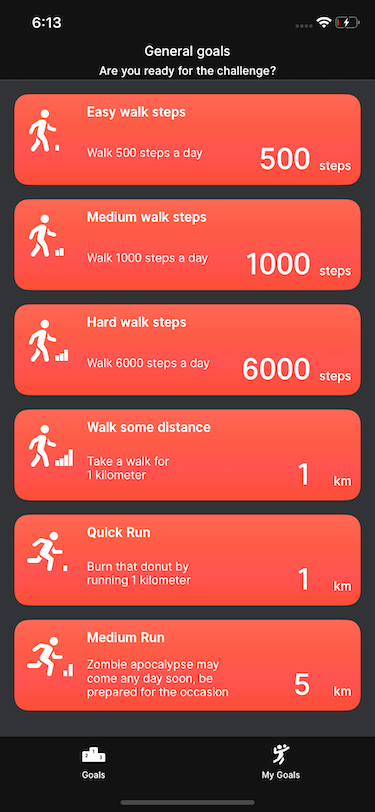 6:13
General goals
Are you ready for the challenge?
Easy walk steps
Walk 500 steps a day
500 steps
Medium walk steps
Walk 1000 steps a day
1000 steps
Hard walk steps
Walk 6000 steps a day
6000 steps
Walk some distance
Take a walk for
1 kilometer
1 km
Quick Run
Burn that donut by
running 1 kilometer
1 km
Medium Run
Zombie apocalypse may
come any day soon, be
prepared for the occasion
5 km
2 1 3
Goals
My Goals